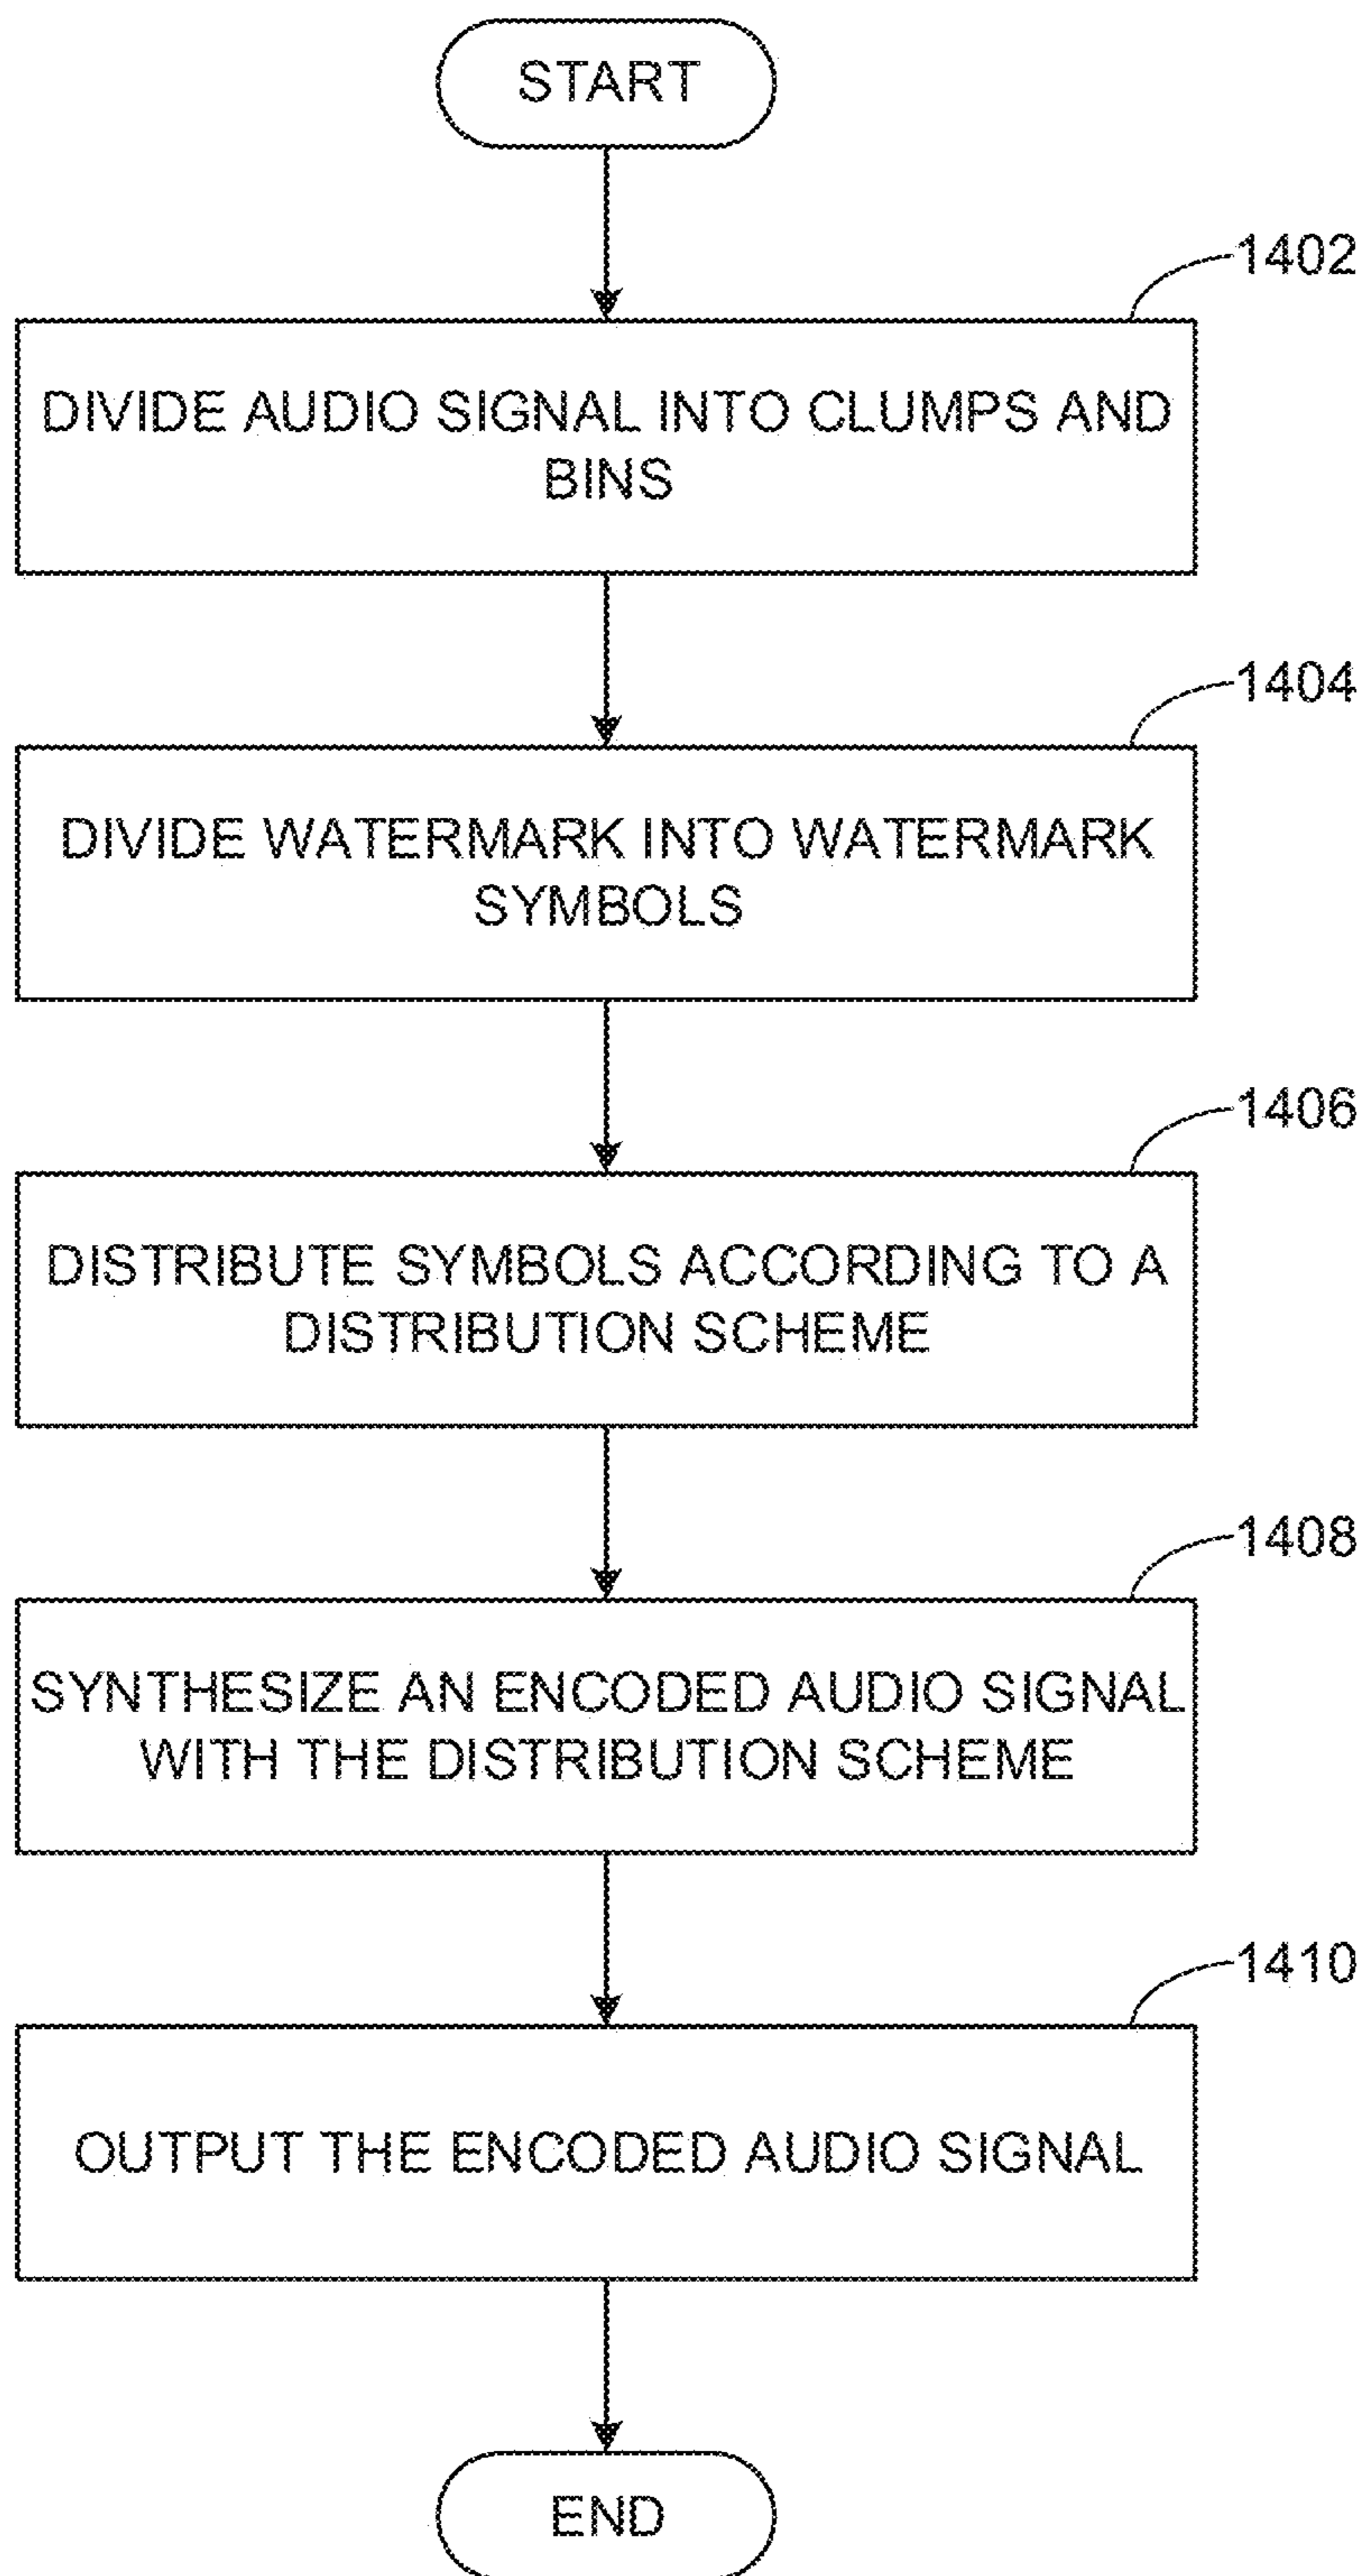 START
1402
DIVIDE AUDIO SIGNAL INTO CLUMPS AND
BINS
1404
DIVIDE WATERMARK INTO WATERMARK
SYMBOLS
1406
DISTRIBUTE SYMBOLS ACCORDING TO A
DISTRIBUTION SCHEME
1408
SYNTHESIZE AN ENCODED AUDIO SIGNAL
WITH THE DISTRIBUTION SCHEME
1410
OUTPUT THE ENCODED AUDIO SIGNAL
END